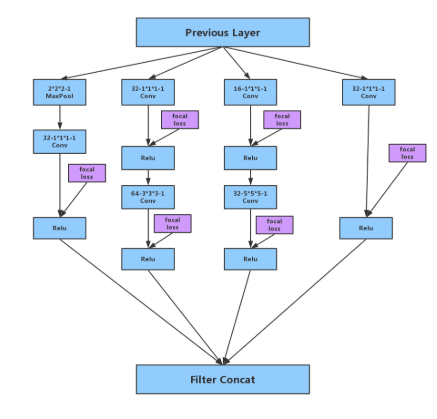 Previous Layer
2*2*2-1
MaxPool
32-1*1*1-1
Conv
16-1*1*1-1
Conv
32-1*1*1-1
Conv
focal
loss
focal
loss
32-1*1*1-1
Conv
Relu
Relu
focal
loss
focal
loss
64-3*3*3-1
Conv
32-5*5*5-1
Conv
focal
loss
focal
loss
Relu
Relu
Relu
Relu
Filter Concat